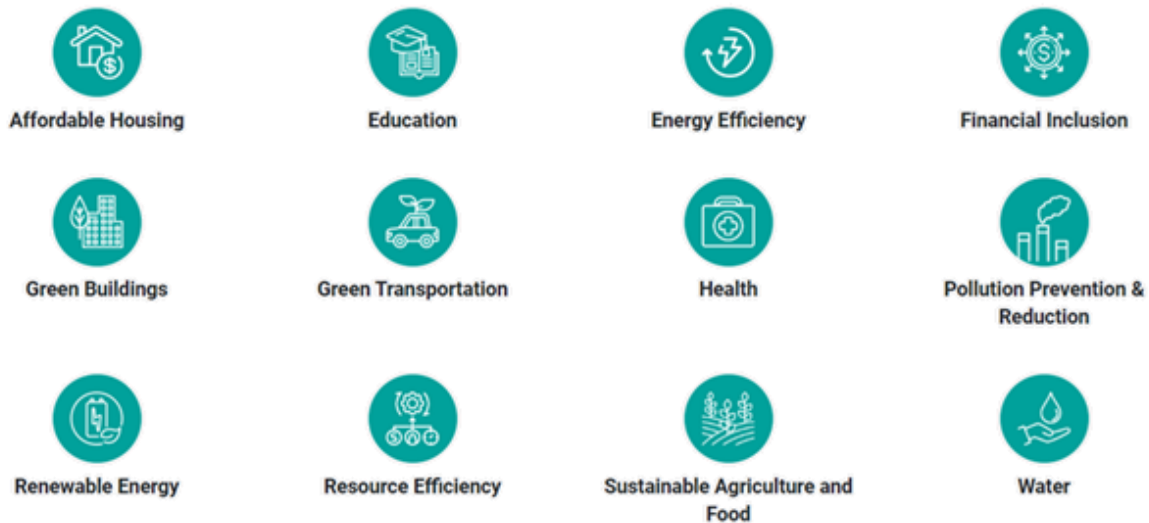 Affordable Housing
Education
Energy Efficiency
Financial Inclusion
Green Buildings
Green Transportation
Health
Pollution Prevention &
Reduction
Renewable Energy
Resource Efficiency
Sustainable Agriculture and
Food
Water